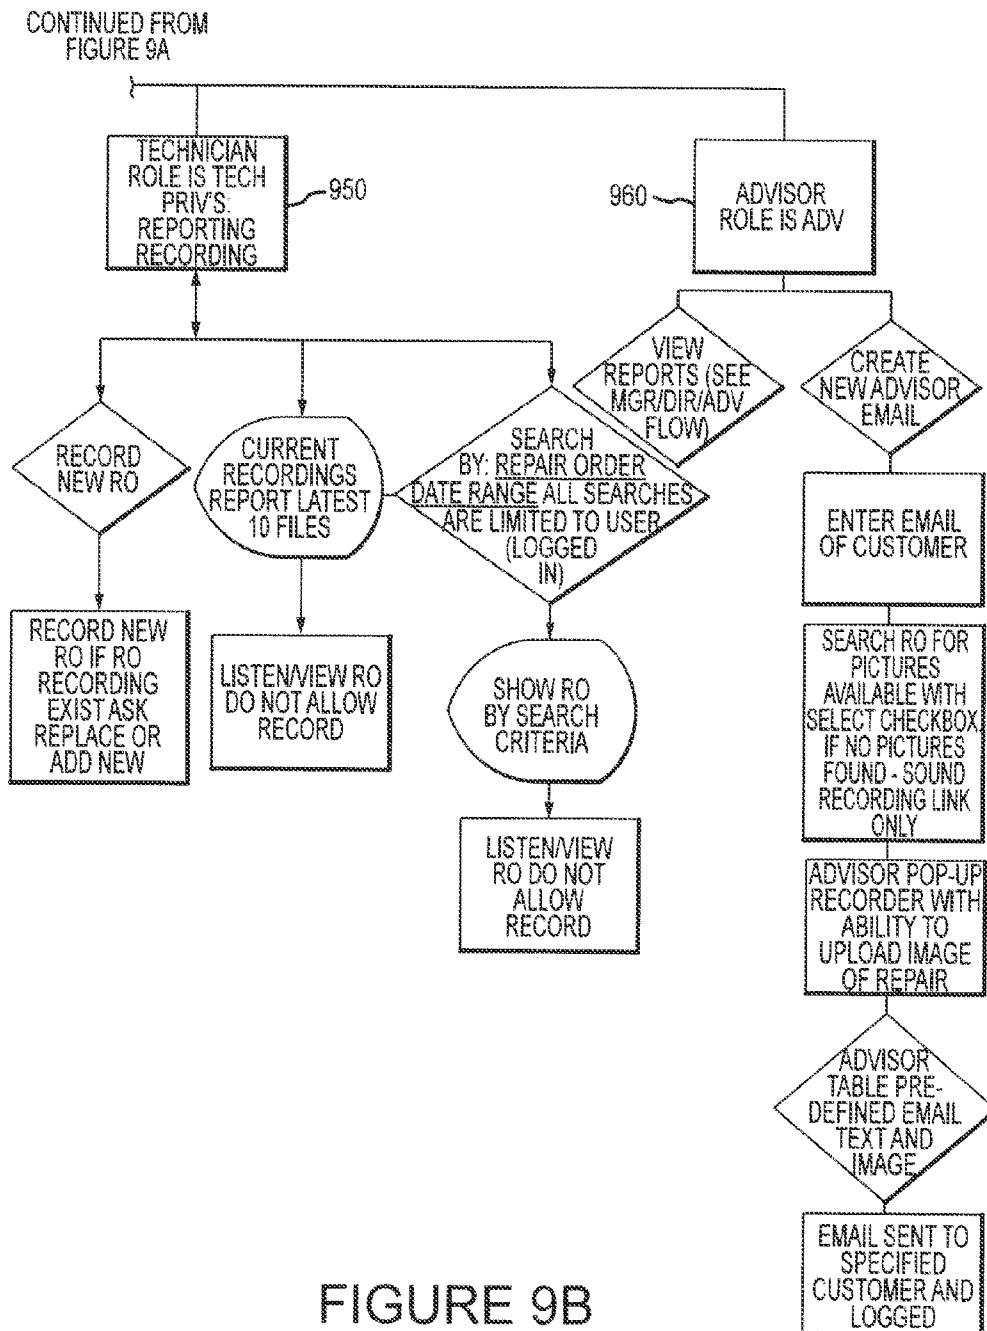 CONTINUED FROM
FIGURE 9A
TECHNICIAN
ROLE IS TECH
PRIV'S:
REPORTING
RECORDING
950
960
ADVISOR
ROLE IS ADV
RECORD
NEW RO
CURRENT
RECORDINGS
REPORT LATEST
10 FILES
SEARCH
BY: REPAIR ORDER
DATE RANGE ALL SEARCHES
ARE LIMITED TO USER
(LOGGED
IN)
VIEW
REPORTS (SEE
MGR/DIR/ADV
FLOW)
CREATE
NEW ADVISOR
EMAIL
RECORD NEW
RO IF RO
RECORDING
EXIST ASK
REPLACE OR
ADD NEW
LISTEN/VIEW RO
DO NOT ALLOW
RECORD
SHOW RO
BY SEARCH
CRITERIA
LISTEN/VIEW
RO DO NOT
ALLOW
RECORD
ENTER EMAIL
OF CUSTOMER
SEARCH RO FOR
PICTURES
AVAILABLE WITH
SELECT CHECKBOX,
IF NO PICTURES
FOUND - SOUND
RECORDING LINK
ONLY
ADVISOR POP-UP
RECORDER WITH
ABILITY TO
UPLOAD IMAGE
OF REPAIR
ADVISOR
TABLE PRE-
DEFINED EMAIL
TEXT AND
IMAGE
EMAIL SENT TO
SPECIFIED
CUSTOMER AND
LOGGED
FIGURE 9B